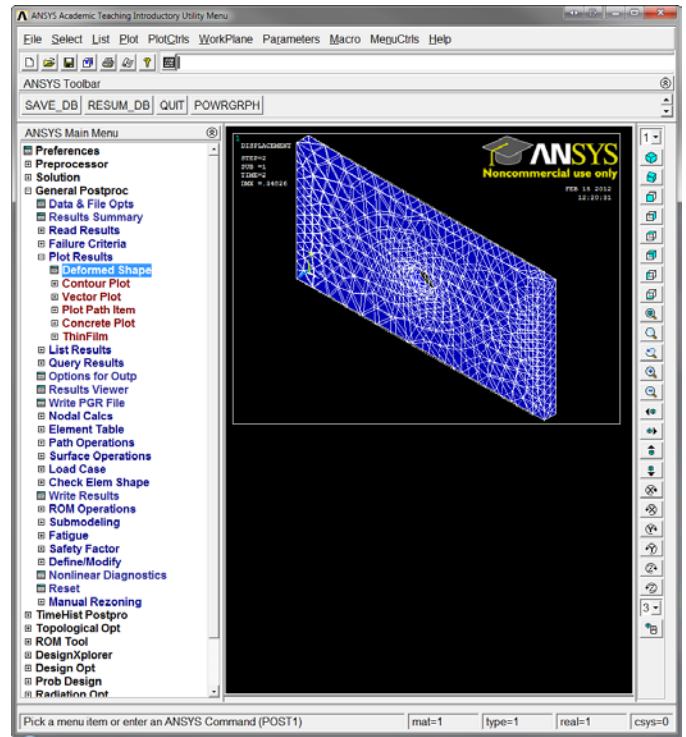 ANSYS Academic Teaching Introductory Utility Menu
File Select List Plot PlotCtrls WorkPlane Parameters Macro MenuCtrls Help
ANSYS Toolbar
SAVE_DB RESUM_DB QUIT POWRGRPH
ANSYS Main Menu
Preferences
Preprocessor
Solution
General Postproc
Data & File Opts
Results Summary
Read Results
Failure Criteria
Plot Results
Deformed Shape
Contour Plot
Vector Plot
Plot Path Item
Concrete Plot
ThinFilm
List Results
Query Results
Options for Outp
Results Viewer
Write PGR File
Nodal Calcs
Element Table
Path Operations
Surface Operations
Load Case
Check Elem Shape
Write Results
ROM Operations
Submodeling
Fatigue
Safety Factor
Define/Modify
Nonlinear Diagnostics
Reset
Manual Rezoning
TimeHist Postpro
Topological Opt
ROM Tool
DesignXplorer
Design Opt
Prob Design
Radiation Opt
1
DISPLACEMENT
STEP=2
SUB =1
TIME=2
DMX =.34826
ANSYS
Noncommercial use only
FEB 15 2012
12:20:31
1
3
Pick a menu item or enter an ANSYS Command (POST1)
mat=1
type=1
real=1
csys=0